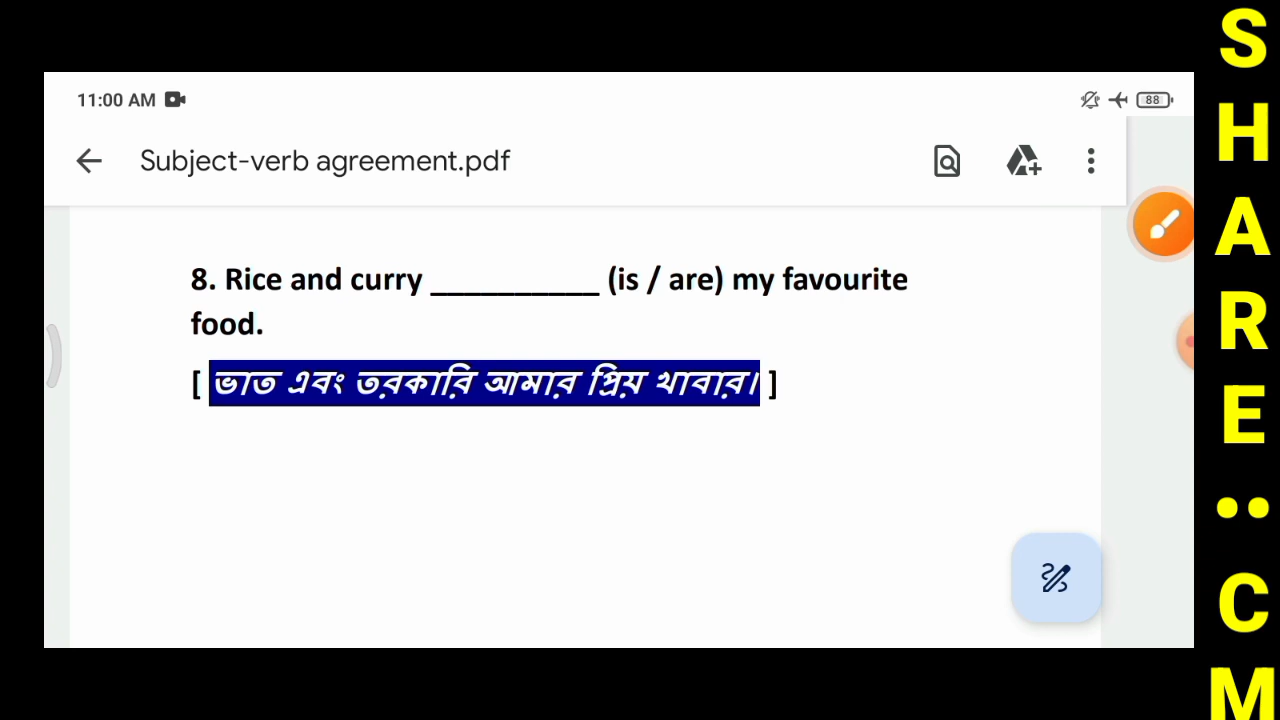 11:00 AM
88
Subject-verb agreement.pdf
8. Rice and curry __________ (is / are) my favourite
food.
[ ভাত এবং তরকারি আমার প্রিয় খাবার। ]
S
H
A
R
E
••
C
M